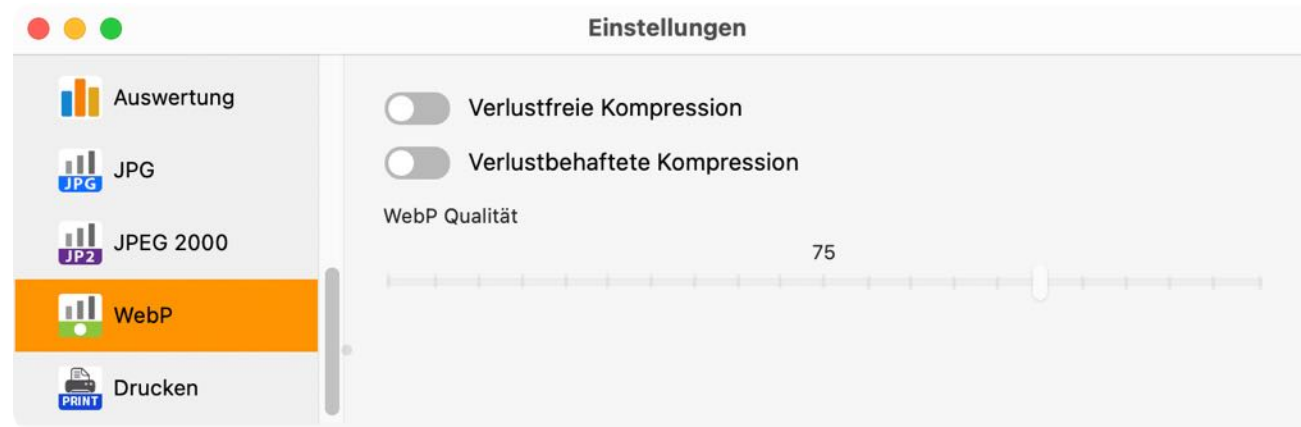 Einstellungen
Auswertung
JPG
JPG
JP2
JPEG 2000
WebP
PRINT
Drucken
Verlustfreie Kompression
Verlustbehaftete Kompression
WebP Qualität
75